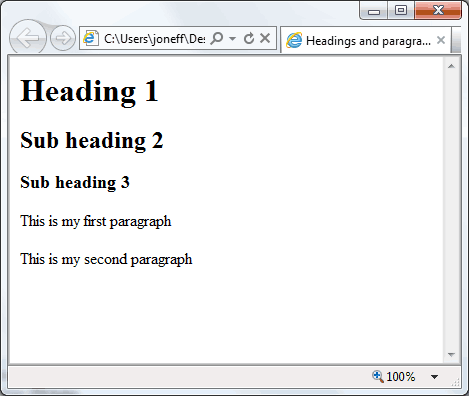 C:\Users\joneff\De
Headings and paragra...
Heading 1
Sub heading 2
Sub heading 3
This is my first paragraph
This is my second paragraph
100%